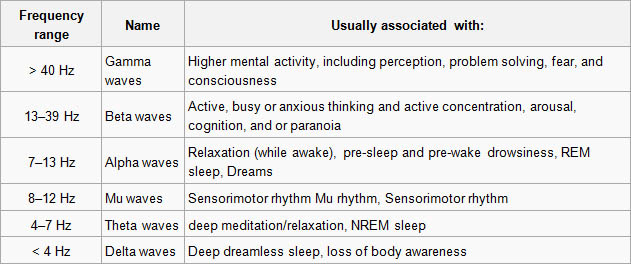 Frequency range Name Usually associated with:
> 40 Hz Gamma waves Higher mental activity, including perception, problem solving, fear, and consciousness
13–39 Hz Beta waves Active, busy or anxious thinking and active concentration, arousal, cognition, and or paranoia
7–13 Hz Alpha waves Relaxation (while awake), pre-sleep and pre-wake drowsiness, REM sleep, Dreams
8–12 Hz Mu waves Sensorimotor rhythm Mu rhythm, Sensorimotor rhythm
4–7 Hz Theta waves deep meditation/relaxation, NREM sleep
< 4 Hz Delta waves Deep dreamless sleep, loss of body awareness